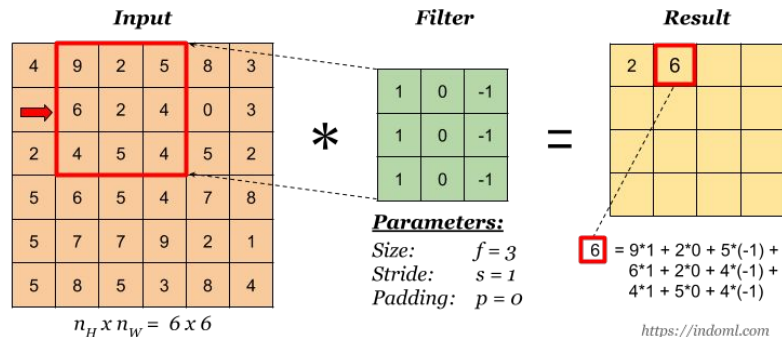 Input Filter Result
4 9 2 5 8 3
6 2 4 0 3
2 4 5 4 5 2
5 6 5 4 7 8
5 7 7 9 2 1
5 8 5 3 8 4
n_H x n_W = 6 x 6
*
1 0 -1
1 0 -1
1 0 -1
Parameters:
Size: f = 3
Stride: s = 1
Padding: p = 0
=
2 6
6 = 9*1 + 2*0 + 5*(-1) +
6*1 + 2*0 + 4*(-1) +
4*1 + 5*0 + 4*(-1)
https://indoml.com